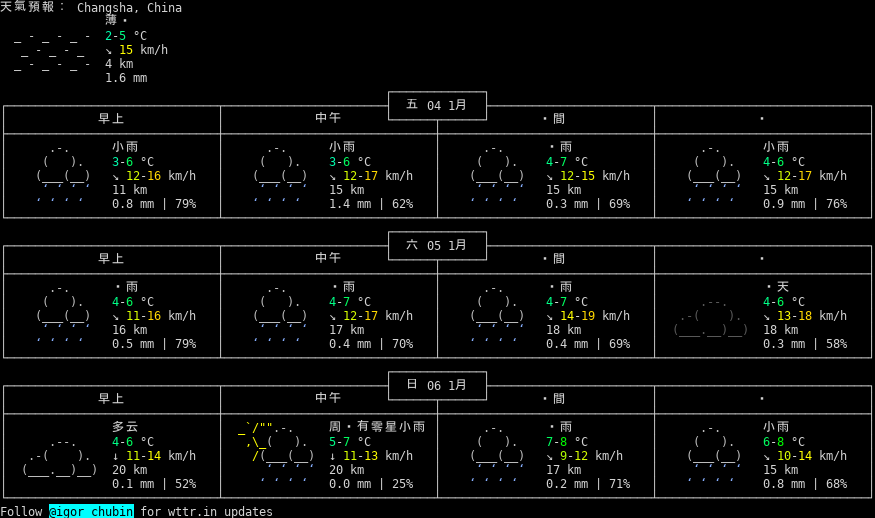 天氣預報： Changsha, China
薄・
2-5 °C
↘ 15 km/h
4 km
1.6 mm
五 04 1月
早上 中午 ・間 ・
小雨 小雨 ・雨 小雨
3-6 °C 3-6 °C 4-7 °C 4-6 °C
↘ 12-16 km/h ↘ 12-17 km/h ↘ 12-15 km/h ↘ 12-17 km/h
11 km 15 km 15 km 15 km
0.8 mm | 79% 1.4 mm | 62% 0.3 mm | 69% 0.9 mm | 76%
六 05 1月
早上 中午 ・間 ・
・雨 ・雨 ・雨 ・天
4-6 °C 4-7 °C 4-7 °C 4-6 °C
↘ 11-16 km/h ↘ 12-17 km/h ↘ 14-19 km/h ↘ 13-18 km/h
16 km 17 km 18 km 18 km
0.5 mm | 79% 0.4 mm | 70% 0.4 mm | 69% 0.3 mm | 58%
日 06 1月
早上 中午 ・間 ・
多云 周・有零星小雨 ・雨 小雨
4-6 °C 5-7 °C 7-8 °C 6-8 °C
↓ 11-14 km/h ↓ 11-13 km/h ↘ 9-12 km/h ↘ 10-14 km/h
20 km 20 km 17 km 15 km
0.1 mm | 52% 0.0 mm | 25% 0.2 mm | 71% 0.8 mm | 68%
Follow @igor_chubin for wttr.in updates